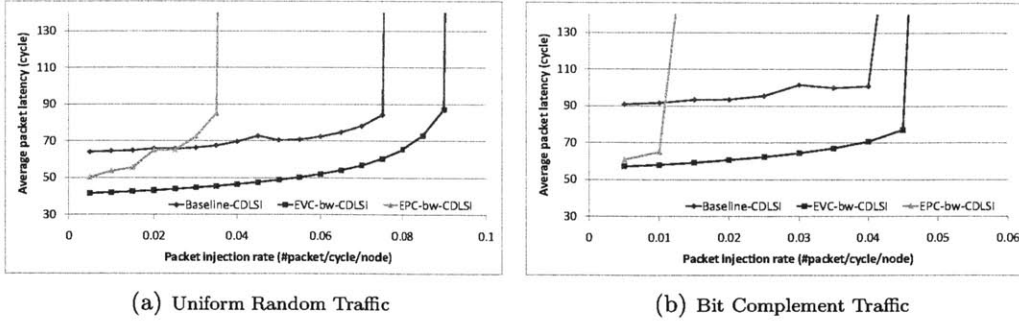 Average packet latency (cycle)
130
110
90
70
50
30
Baseline-CDLSI EVC-bw-CDLSI EPC-bw-CDLSI
0 0.02 0.04 0.06 0.08 0.1
Packet injection rate (#packet/cycle/node)
(a) Uniform Random Traffic
Average packet latency (cycle)
130
110
90
70
50
30
Baseline-CDLSI EVC-bw-CDLSI EPC-bw-CDLSI
0 0.01 0.02 0.03 0.04 0.05 0.06
Packet injection rate (#packet/cycle/node)
(b) Bit Complement Traffic